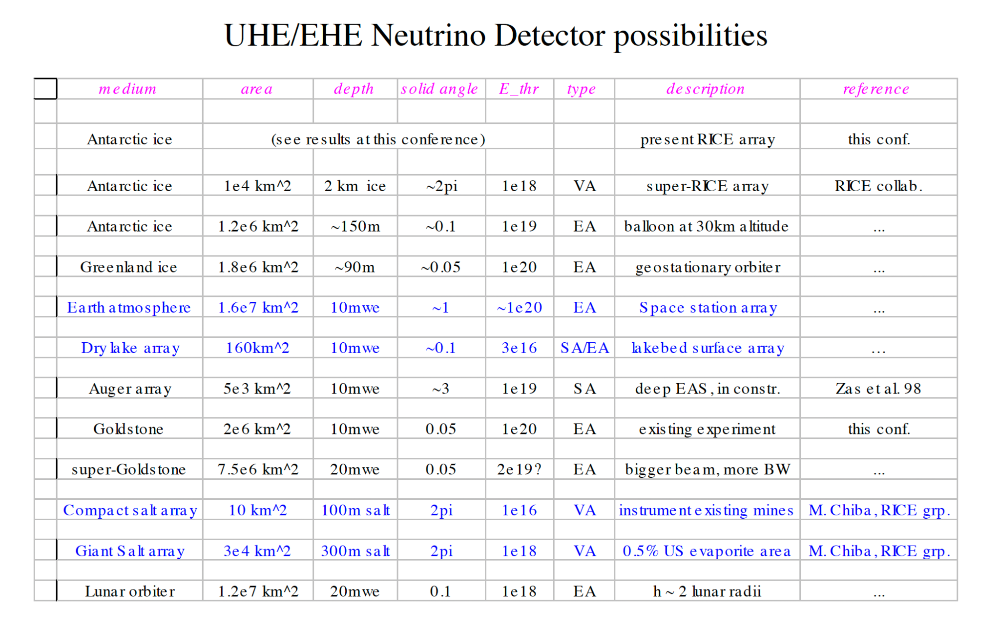 UHE/EHE Neutrino Detector possibilities
medium area depth solid angle E_thr type description reference
Antarctic ice (see results at this conference) present RICE array this conf.
Antarctic ice 1e4 km^2 2 km ice ~2pi 1e18 VA super-RICE array RICE collab.
Antarctic ice 1.2e6 km^2 ~150m ~0.1 1e19 EA balloon at 30km altitude ...
Greenland ice 1.8e6 km^2 ~90m ~0.05 1e20 EA geostationary orbiter ...
Earth atmosphere 1.6e7 km^2 10mwe ~1 ~1e20 EA Space station array ...
Dry lake array 160km^2 10mwe ~0.1 3e16 SA/EA lakebed surface array ...
Auger array 5e3 km^2 10mwe ~3 1e19 SA deep EAS, in constr. Zas et al. 98
Goldstone 2e6 km^2 10mwe 0.05 1e20 EA existing experiment this conf.
super-Goldstone 7.5e6 km^2 20mwe 0.05 2e19? EA bigger beam, more BW ...
Compact salt array 10 km^2 100m salt 2pi 1e16 VA instrument existing mines M. Chiba, RICE grp.
Giant Salt array 3e4 km^2 300m salt 2pi 1e18 VA 0.5% US evaporite area M. Chiba, RICE grp.
Lunar orbiter 1.2e7 km^2 20mwe 0.1 1e18 EA h ~ 2 lunar radii ...